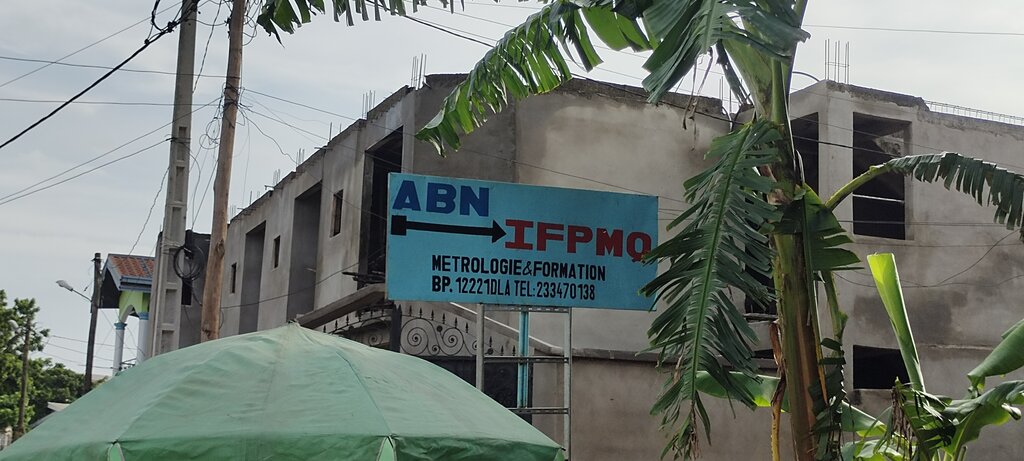 ABN
IFPMQ
METROLOGIE&FORMATION
BP. 12221DLA TEL:233470138